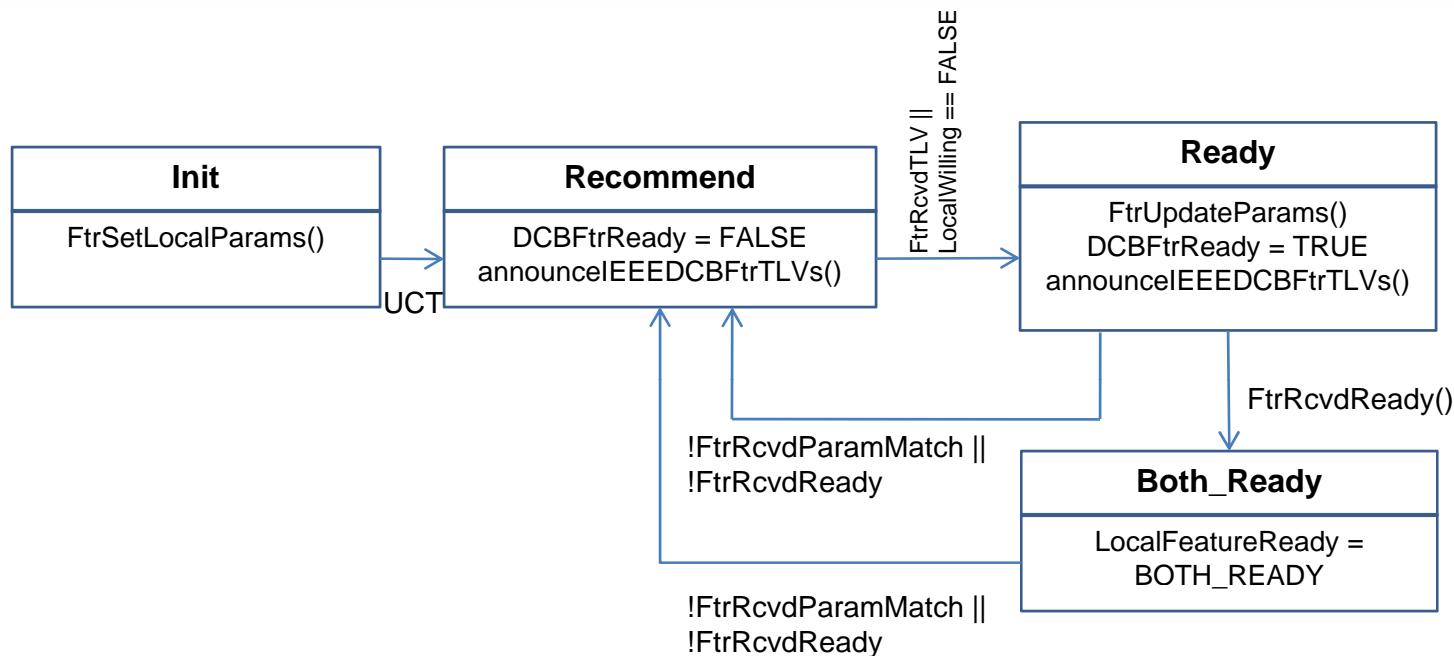 Init
FtrSetLocalParams()
UCT
Recommend
DCBFtrReady = FALSE
announceIEEEDCBFtrTLVs()
FtrRcvdTLV ||
LocalWilling == FALSE
Ready
FtrUpdateParams()
DCBFtrReady = TRUE
announceIEEEDCBFtrTLVs()
FtrRcvdReady()
!FtrRcvdParamMatch ||
!FtrRcvdReady
Both_Ready
LocalFeatureReady =
BOTH_READY
!FtrRcvdParamMatch ||
!FtrRcvdReady